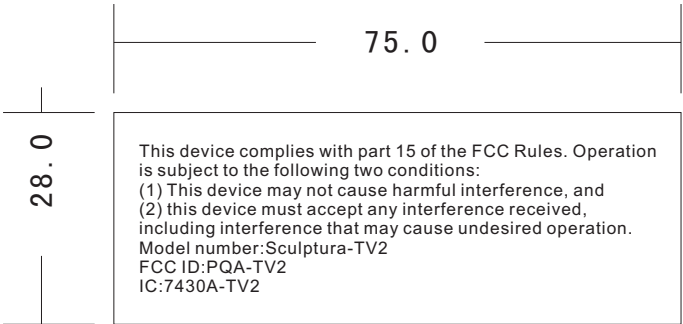 75.0
28.0
This device complies with part 15 of the FCC Rules. Operation
is subject to the following two conditions:
(1) This device may not cause harmful interference, and
(2) this device must accept any interference received,
including interference that may cause undesired operation.
Model number:Sculptura-TV2
FCC ID:PQA-TV2
IC:7430A-TV2